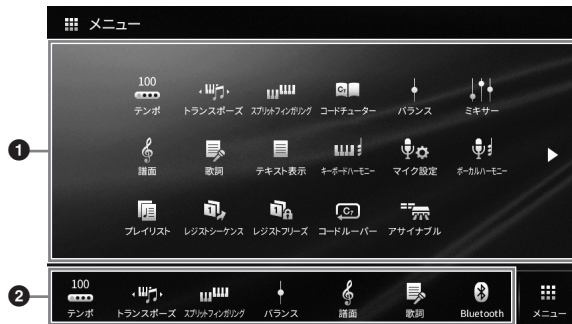 メニュー
100
テンポ
トランスポーズ
スプリットフィンガリング
コードチューター
バランス
ミキサー
譜面
歌詞
テキスト表示
キーボードハーモニー
マイク設定
ボーカルハーモニー
プレイリスト
レジストシーケンス
レジストフリーズ
コードルーパー
アサイナブル
1
2
100
テンポ
トランスポーズ
スプリットフィンガリング
バランス
譜面
歌詞
Bluetooth
メニュー